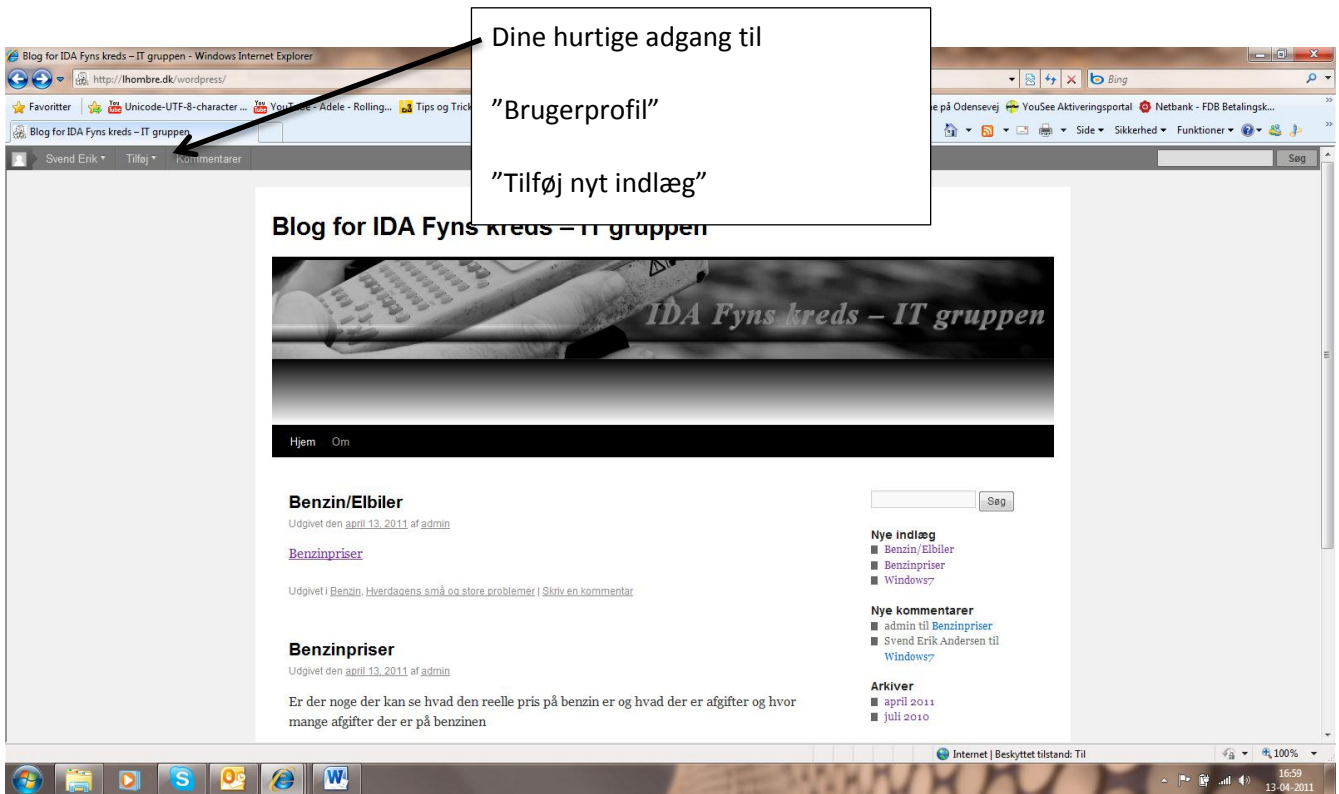 Dine hurtige adgang til
”Brugerprofil”
”Tilføj nyt indlæg”
Blog for IDA Fyns kreds – IT gruppen - Windows Internet Explorer
http://lhombre.dk/wordpress/
Bing
Favoritter Unicode-UTF-8-character ... YouTube - Adele - Rolling... Tips og Trick
e på Odensevej YouSee Aktiveringsportal Netbank - FDB Betalingsk...
Blog for IDA Fyns kreds – IT gruppen
Side Sikkerhed Funktioner
Svend Erik Tilføj Kommentarer
Søg
Blog for IDA Fyns kreds – IT gruppen
IDA Fyns kreds – IT gruppen
Hjem Om
Benzin/Elbiler
Udgivet den april 13, 2011 af admin
Benzinpriser
Udgivet i Benzin, Hverdagens små og store problemer | Skriv en kommentar
Benzinpriser
Udgivet den april 13, 2011 af admin
Er der noge der kan se hvad den reelle pris på benzin er og hvad der er afgifter og hvor
mange afgifter der er på benzinen
Søg
Nye indlæg
Benzin/Elbiler
Benzinpriser
Windows7
Nye kommentarer
admin til Benzinpriser
Svend Erik Andersen til
Windows7
Arkiver
april 2011
juli 2010
Internet | Beskyttet tilstand: Til
100%
16:59
13-04-2011